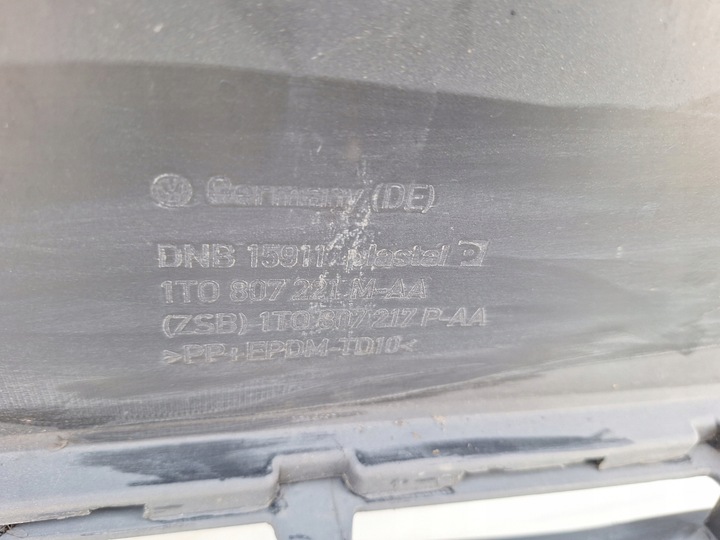 Germany (DE)
DNB 15911 plastal P
1T0 807 221 M-AA
(ZSB) 1T0 807 217 P-AA
>PP+EPDM-TD10<